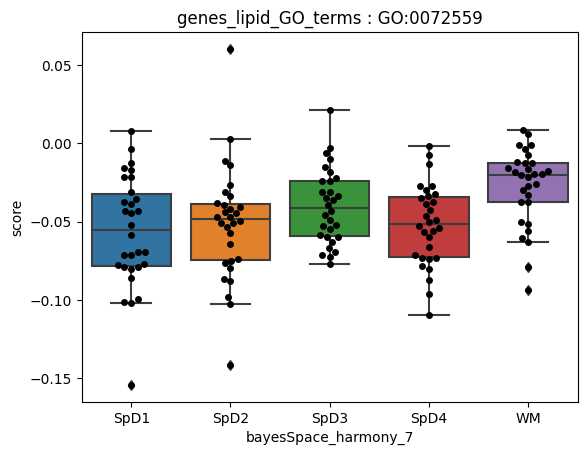 genes_lipid_GO_terms : GO:0072559
score
0.05
0.00
−0.05
−0.10
−0.15
SpD1 SpD2 SpD3 SpD4 WM
bayesSpace_harmony_7